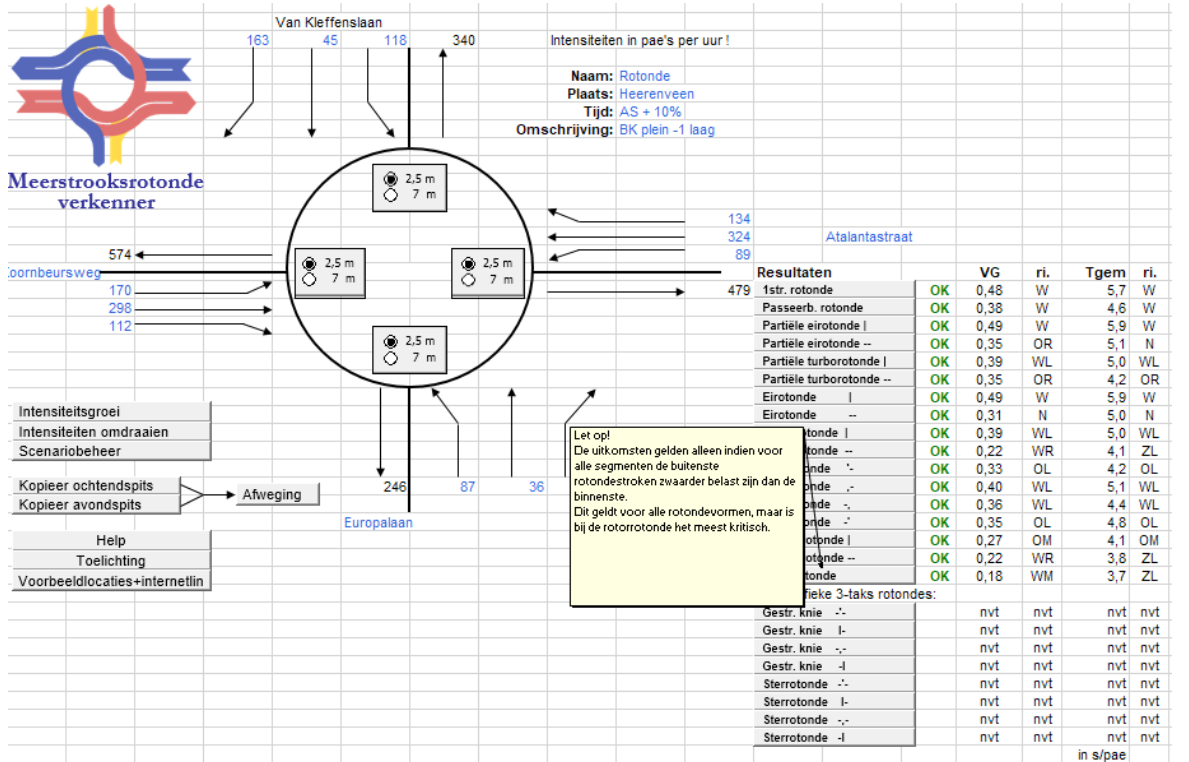 Van Kleffenslaan
163 45 118 340
Intensiteiten in pae's per uur !
Naam: Rotonde
Plaats: Heerenveen
Tijd: AS + 10%
Omschrijving: BK plein -1 laag
Meerstrooksrotonde
verkenner
2,5 m
7 m
134
324 Atalantastraat
89
574
2,5 m
7 m
2,5 m
7 m
Koornbeursweg
170
298
112
479
2,5 m
7 m
Resultaten VG ri. Tgem ri.
1str. rotonde OK 0,48 W 5,7 W
Passeerb. rotonde OK 0,38 W 4,6 W
Partiële eirotonde | OK 0,49 W 5,9 W
Partiële eirotonde -- OK 0,35 OR 5,1 N
Partiële turborotonde | OK 0,39 WL 5,0 WL
Partiële turborotonde -- OK 0,35 OR 4,2 OR
Eirotonde | OK 0,49 W 5,9 W
Eirotonde -- OK 0,31 N 5,0 N
tonde | OK 0,39 WL 5,0 WL
tonde -- OK 0,22 WR 4,1 ZL
onde '- OK 0,33 OL 4,2 OL
onde ,- OK 0,40 WL 5,1 WL
onde -, OK 0,36 WL 4,4 WL
onde -' OK 0,35 OL 4,8 OL
otonde | OK 0,27 OM 4,1 OM
otonde -- OK 0,22 WR 3,8 ZL
tonde OK 0,18 WM 3,7 ZL
fieke 3-taks rotondes:
Gestr. knie -'- nvt nvt nvt nvt
Gestr. knie |- nvt nvt nvt nvt
Gestr. knie -,- nvt nvt nvt nvt
Gestr. knie -| nvt nvt nvt nvt
Sterrotonde -'- nvt nvt nvt nvt
Sterrotonde |- nvt nvt nvt nvt
Sterrotonde -,- nvt nvt nvt nvt
Sterrotonde -| nvt nvt nvt nvt
in s/pae
Intensiteitsgroei
Intensiteiten omdraaien
Scenariobeheer
Kopieer ochtendspits
Kopieer avondspits
Afweging
Help
Toelichting
Voorbeeldlocaties+internetlin
246 87 36
Europalaan
Let op!
De uitkomsten gelden alleen indien voor
alle segmenten de buitenste
rotondestroken zwaarder belast zijn dan de
binnenste.
Dit geldt voor alle rotondevormen, maar is
bij de rotorrotonde het meest kritisch.